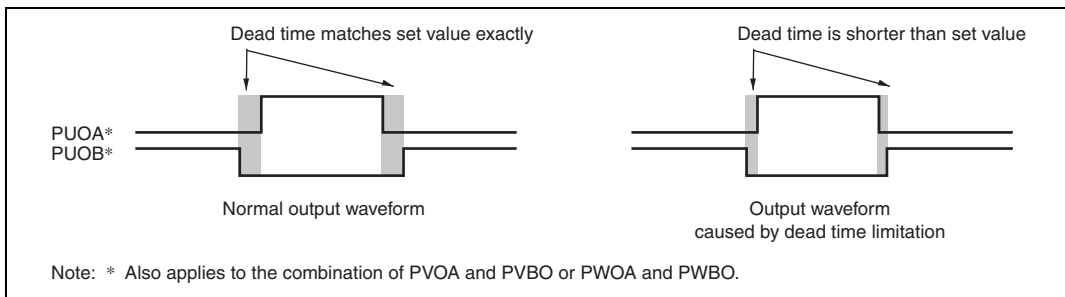 Dead time matches set value exactly
Dead time is shorter than set value
PUOA*
PUOB*
Normal output waveform
Output waveform
caused by dead time limitation
Note: * Also applies to the combination of PVOA and PVBO or PWOA and PWBO.